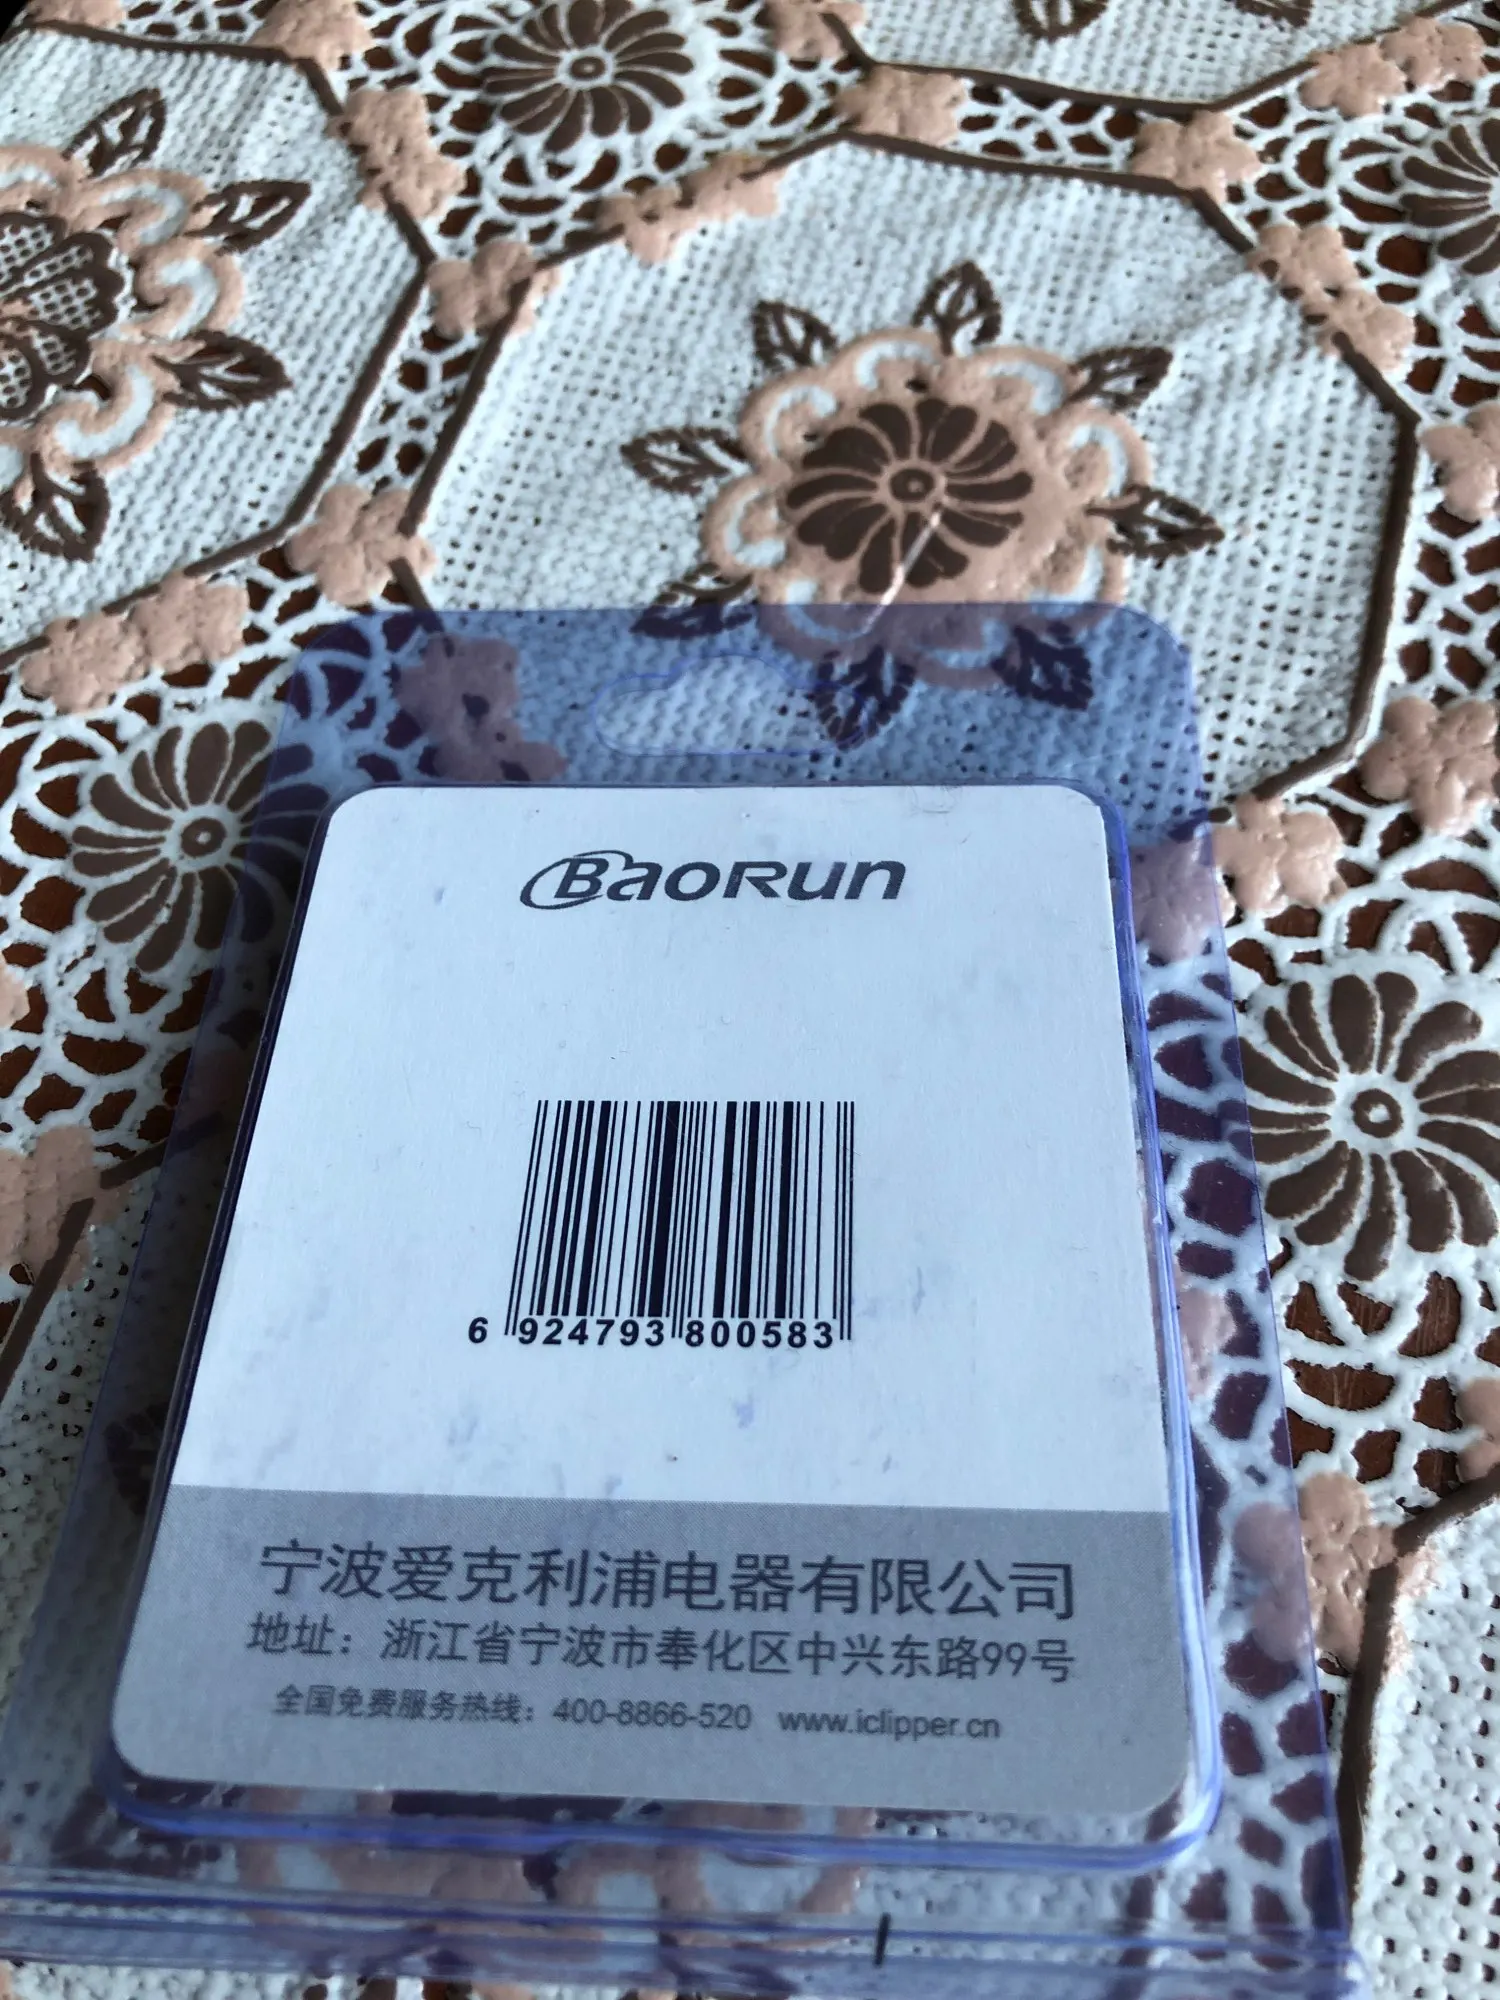 BaoRun
6 924793 800583
宁波爱克利浦电器有限公司
地址：浙江省宁波市奉化区中兴东路99号
全国免费服务热线：400-8866-520 www.iclipper.cn